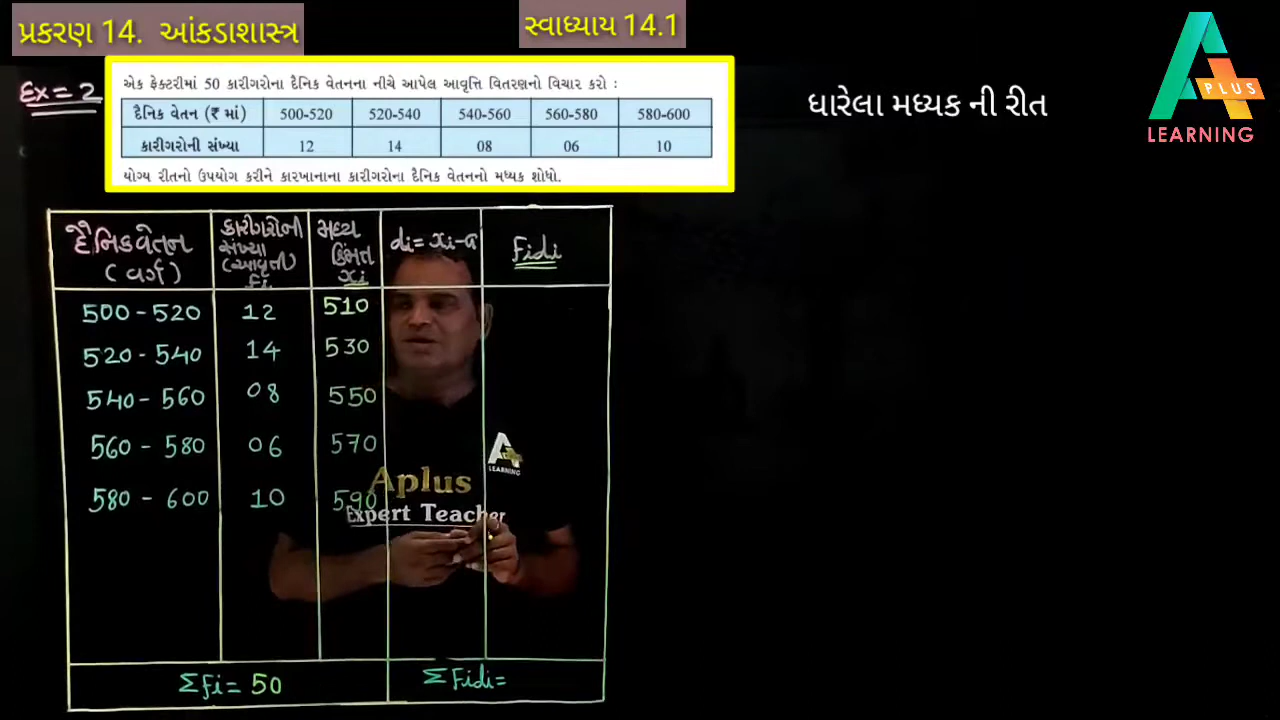 પ્રકરણ 14. આંકડાશાસ્ત્ર
સ્વાધ્યાય 14.1
A PLUS
LEARNING
Ex = 2
એક ફેક્ટરીમાં 50 કારીગરોના દૈનિક વેતનના નીચે આપેલ આવૃત્તિ વિતરણનો વિચાર કરો :
દૈનિક વેતન (₹ માં) 500-520 520-540 540-560 560-580 580-600
કારીગરોની સંખ્યા 12 14 08 06 10
યોગ્ય રીતનો ઉપયોગ કરીને કારખાનાના કારીગરોના દૈનિક વેતનનો મધ્યક શોધો.
ધારેલા મધ્યક ની રીત
દૈનિકવેતન
(વર્ગ)
કારીગરોની
સંખ્યા
(આવૃતી)
fi
મધ્ય
કિંમત
xi
di = xi-a
Fidi
500 - 520 12 510
520 - 540 14 530
540 - 560 08 550
560 - 580 06 570
580 - 600 10 590
A+
LEARNING
Aplus
Expert Teacher
Σfi = 50
ΣFidi=